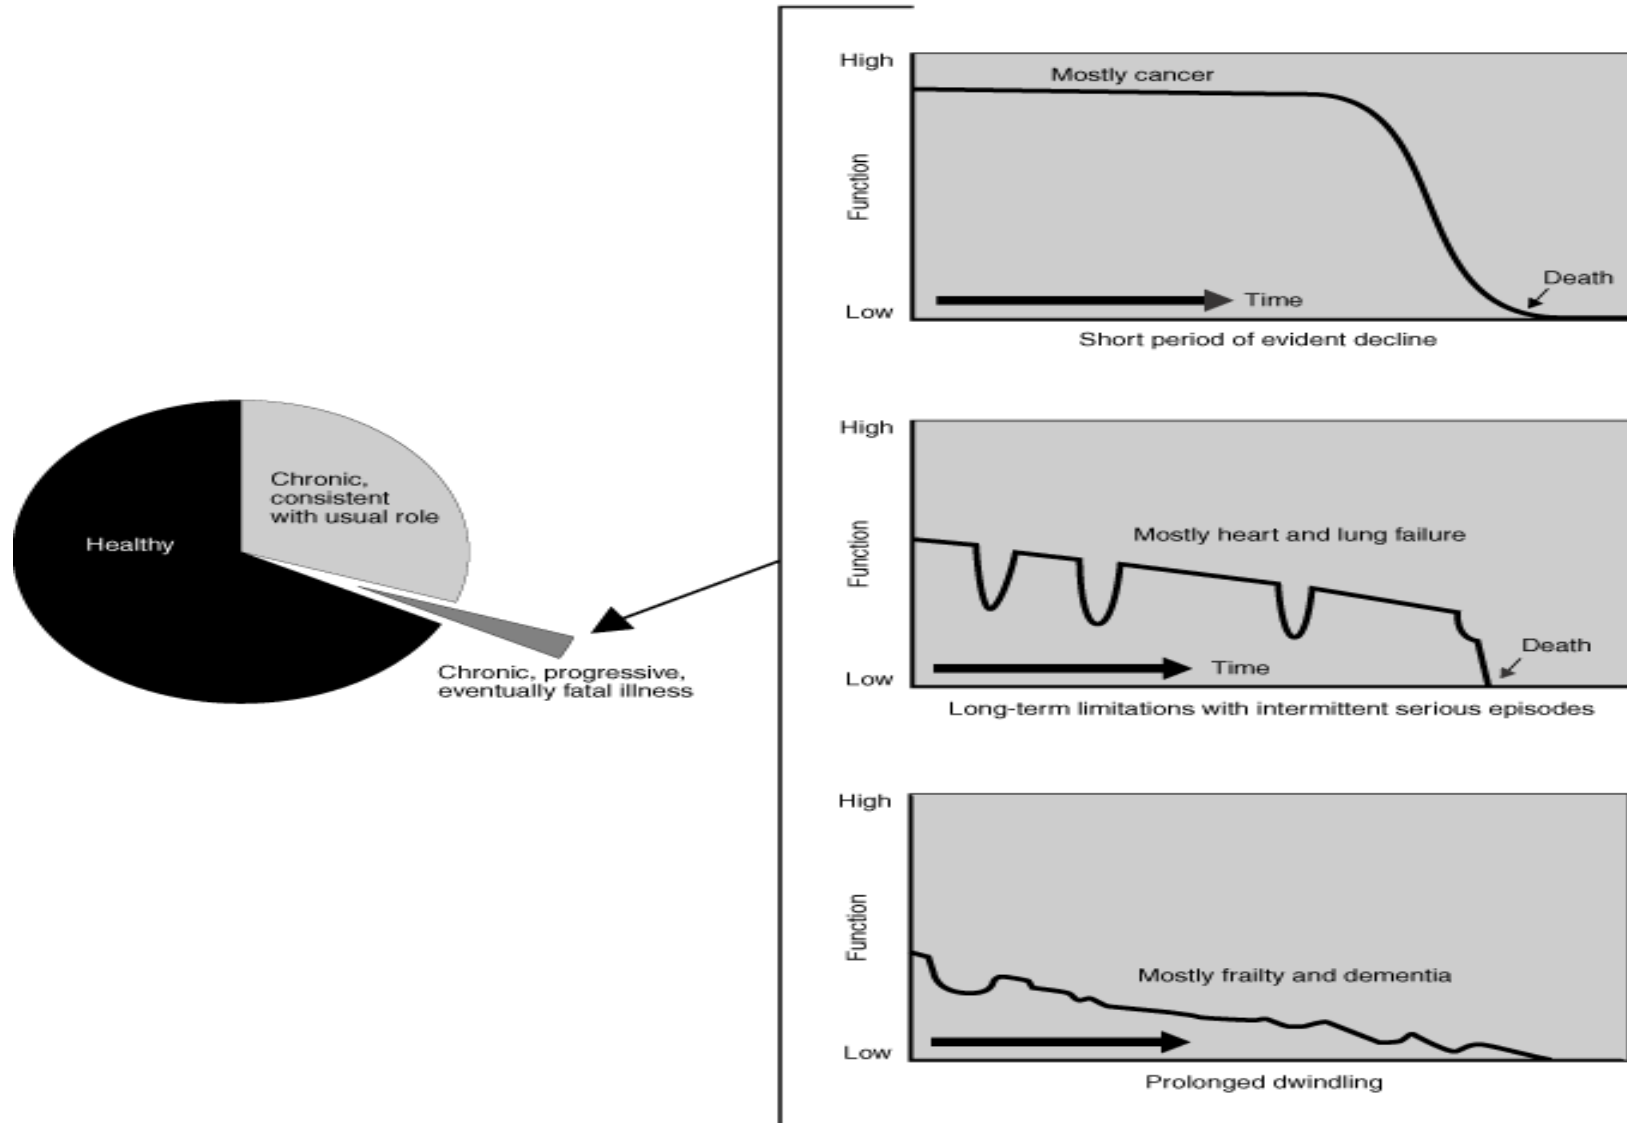 Healthy
Chronic,
consistent
with usual role
Chronic, progressive,
eventually fatal illness
High
Mostly cancer
Function
Death
Time
Low
Short period of evident decline
High
Mostly heart and lung failure
Function
Death
Time
Low
Long-term limitations with intermittent serious episodes
High
Function
Mostly frailty and dementia
Low
Prolonged dwindling